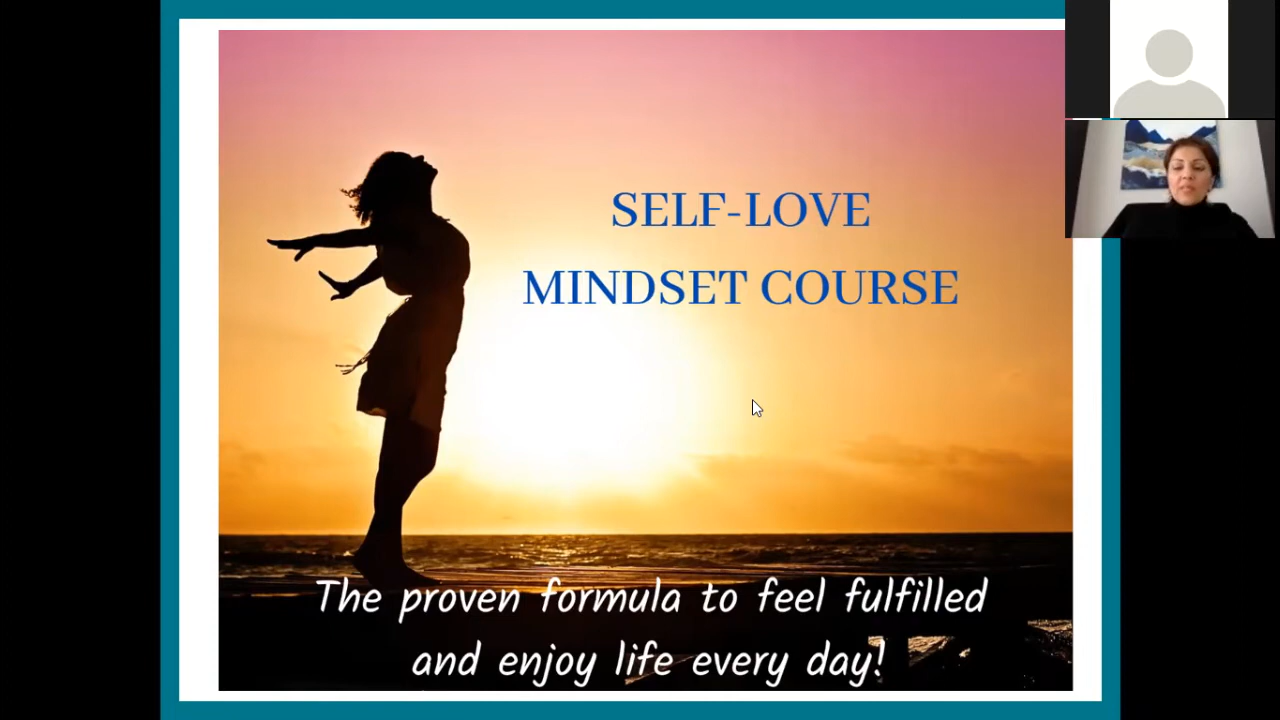 SELF-LOVE
MINDSET COURSE
The proven formula to feel fulfilled
and enjoy life every day!